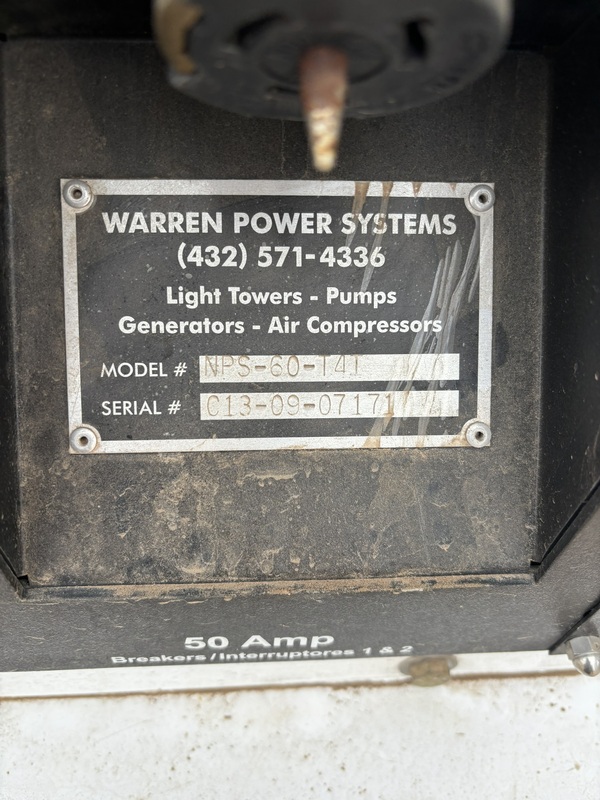 WARREN POWER SYSTEMS
(432) 571-4336
Light Towers - Pumps
Generators - Air Compressors
MODEL # NPS-60-T4I
SERIAL # C13-09-07171
50 Amp
Breakers/Interruptores 1 & 2